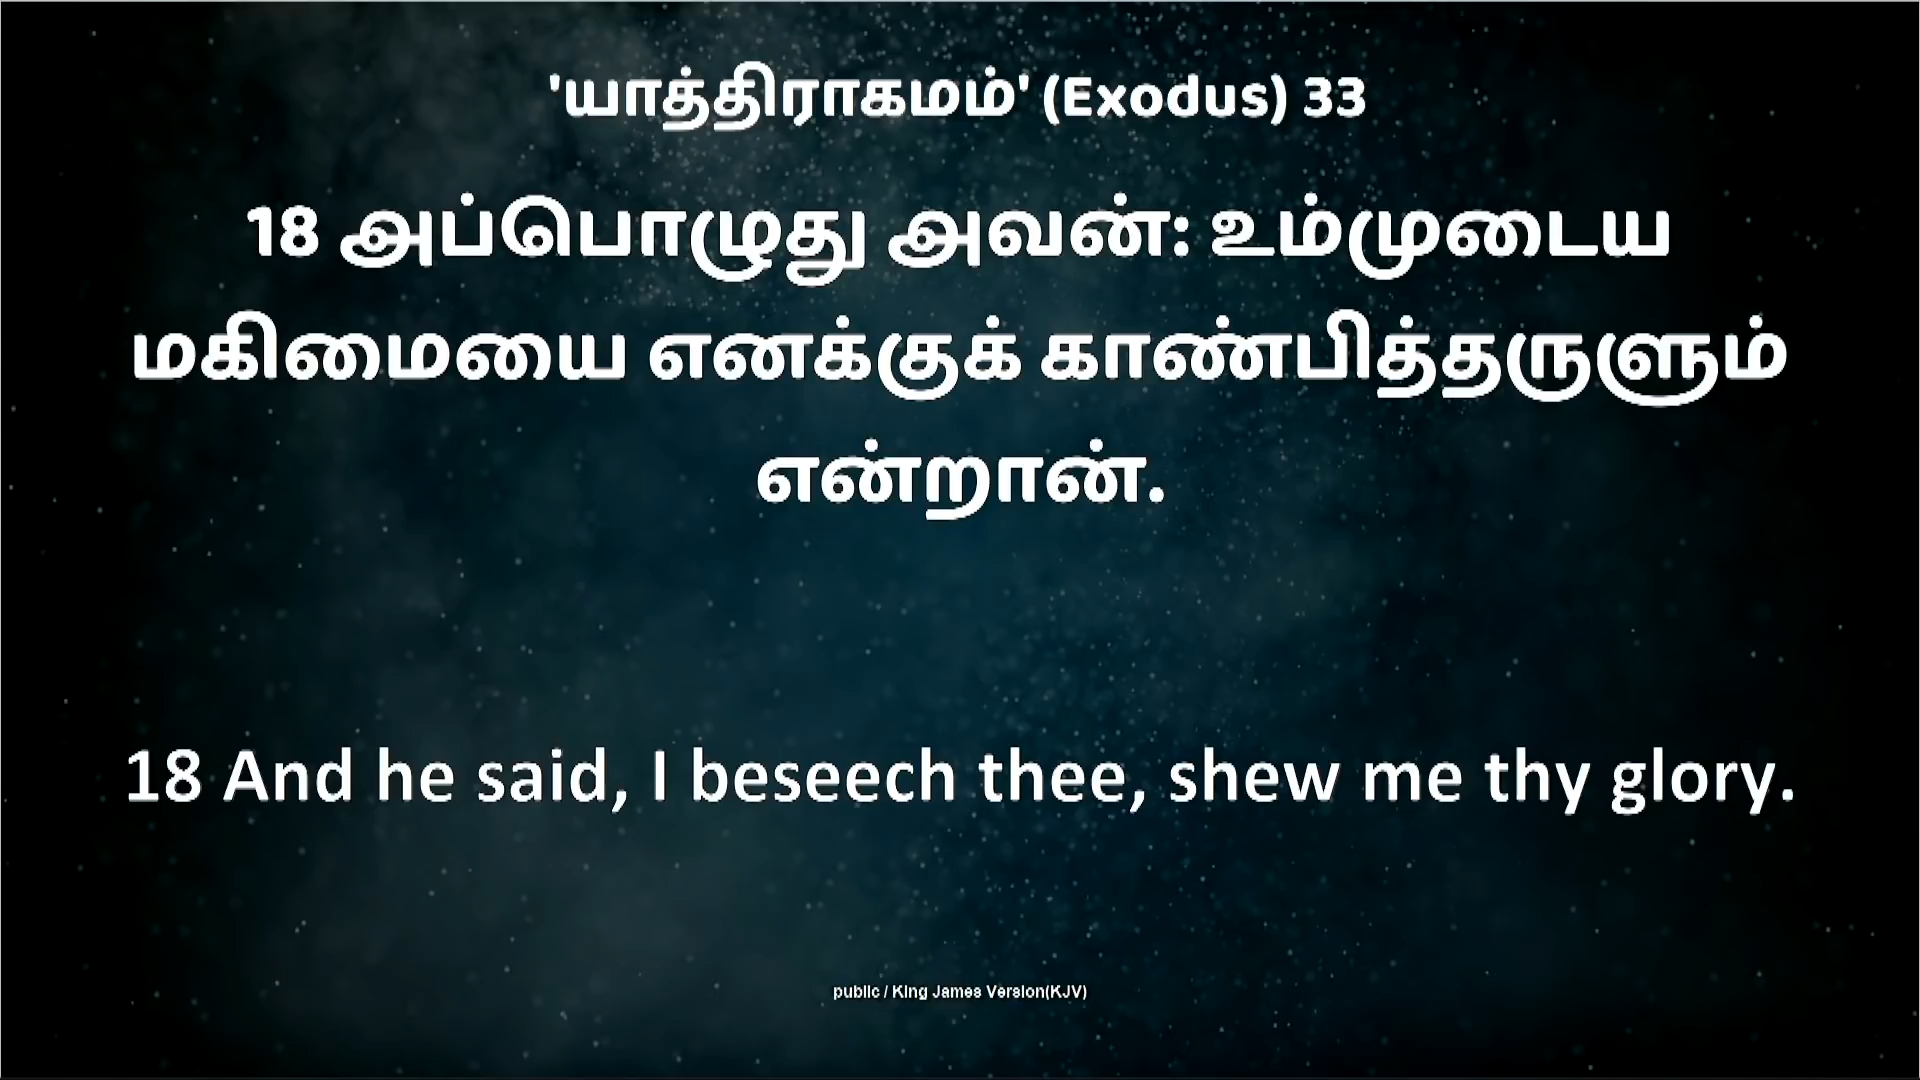 'யாத்திராகமம்' (Exodus) 33
18 அப்பொழுது அவன்: உம்முடைய
மகிமையை எனக்குக் காண்பித்தருளும்
என்றான்.
18 And he said, I beseech thee, shew me thy glory.
public / King James Version(KJV)